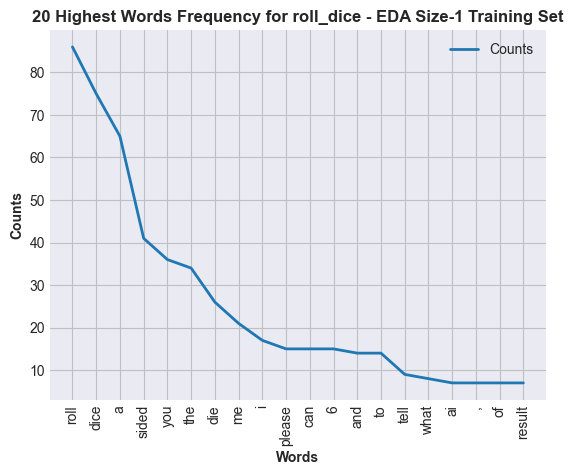 20 Highest Words Frequency for roll_dice - EDA Size-1 Training Set
Counts
80
70
60
50
40
30
20
10
Counts
roll
dice
a
sided
you
the
die
me
i
please
can
6
and
to
tell
what
ai
,
of
result
Words